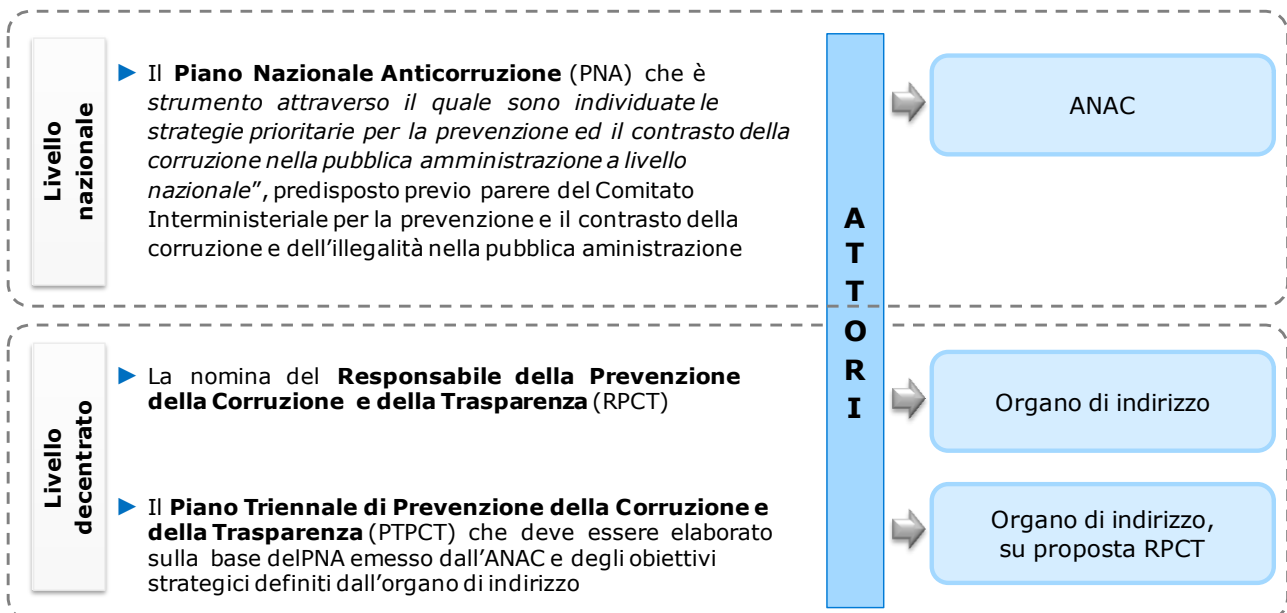 Livello
nazionale
► Il Piano Nazionale Anticorruzione (PNA) che è
strumento attraverso il quale sono individuate le
strategie prioritarie per la prevenzione ed il contrasto della
corruzione nella pubblica amministrazione a livello
nazionale”, predisposto previo parere del Comitato
Interministeriale per la prevenzione e il contrasto della
corruzione e dell’illegalità nella pubblica aministrazione
ATTORI
ANAC
Livello
decentrato
► La nomina del Responsabile della Prevenzione
della Corruzione e della Trasparenza (RPCT)
Organo di indirizzo
► Il Piano Triennale di Prevenzione della Corruzione e
della Trasparenza (PTPCT) che deve essere elaborato
sulla base delPNA emesso dall’ANAC e degli obiettivi
strategici definiti dall’organo di indirizzo
Organo di indirizzo,
su proposta RPCT